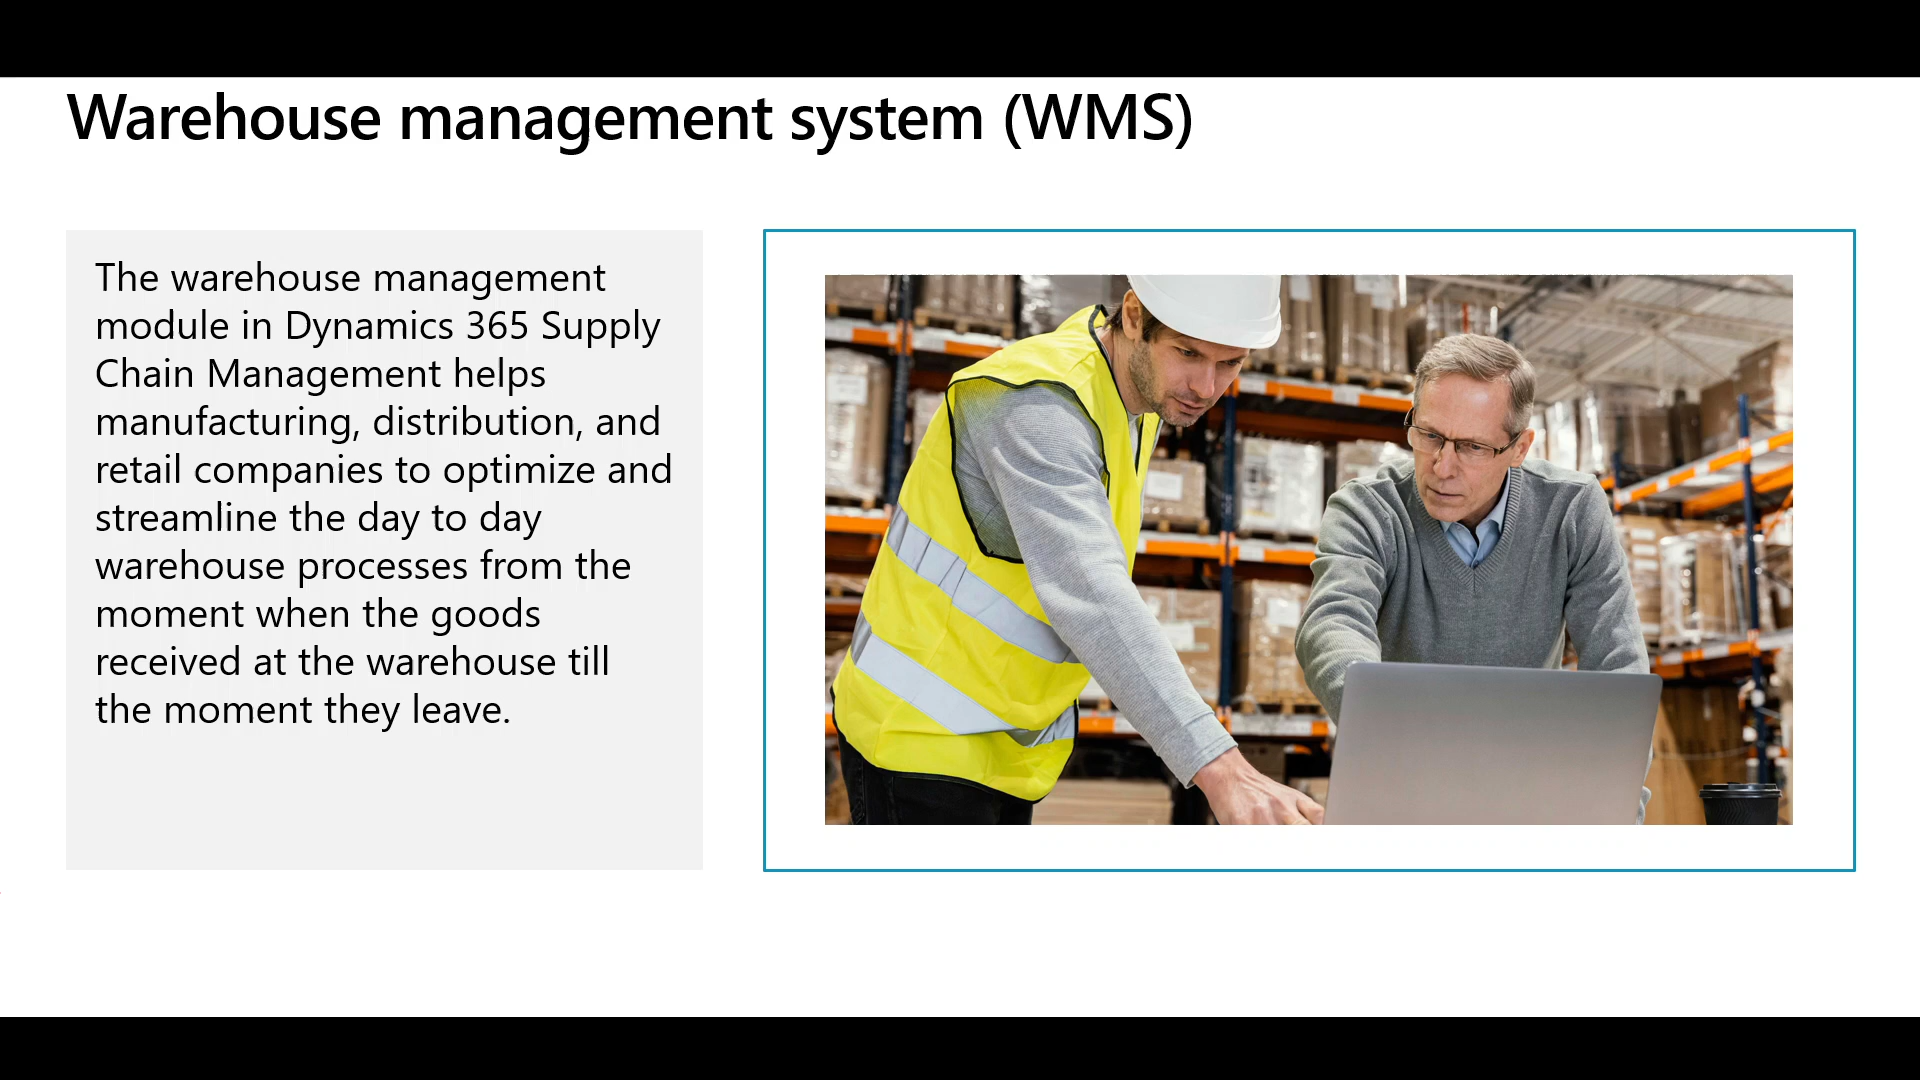 Warehouse management system (WMS)
The warehouse management
module in Dynamics 365 Supply
Chain Management helps
manufacturing, distribution, and
retail companies to optimize and
streamline the day to day
warehouse processes from the
moment when the goods
received at the warehouse till
the moment they leave.